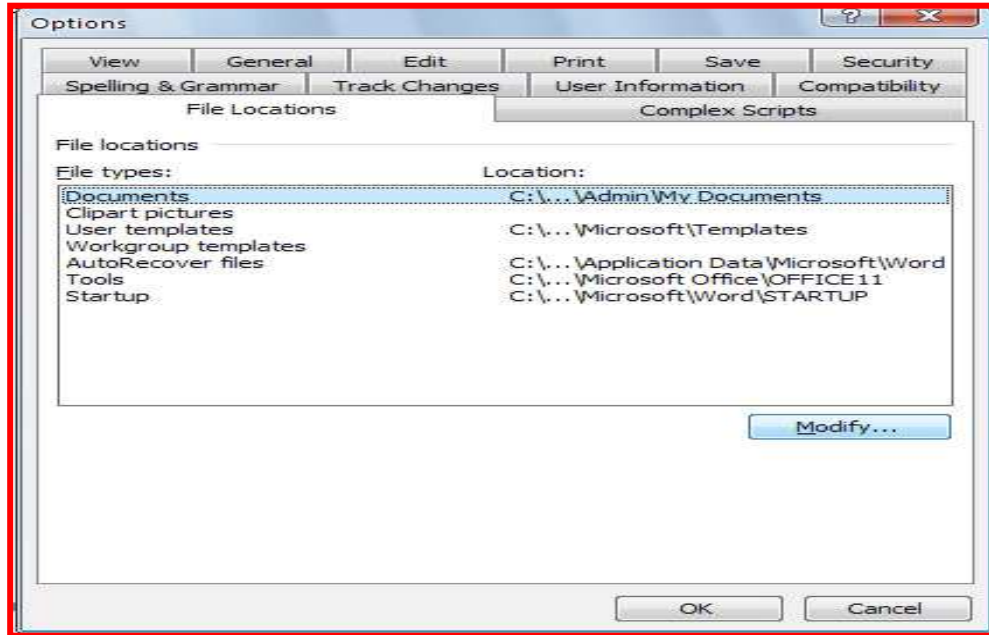 Options
View General Edit Print Save Security
Spelling & Grammar Track Changes User Information Compatibility
File Locations Complex Scripts
File locations
File types: Location:
Documents C:\...\Admin\My Documents
Clipart pictures
User templates C:\...\Microsoft\Templates
Workgroup templates
AutoRecover files C:\...\Application Data\Microsoft\Word
Tools C:\...\Microsoft Office\OFFICE11
Startup C:\...\Microsoft\Word\STARTUP
Modify...
OK Cancel